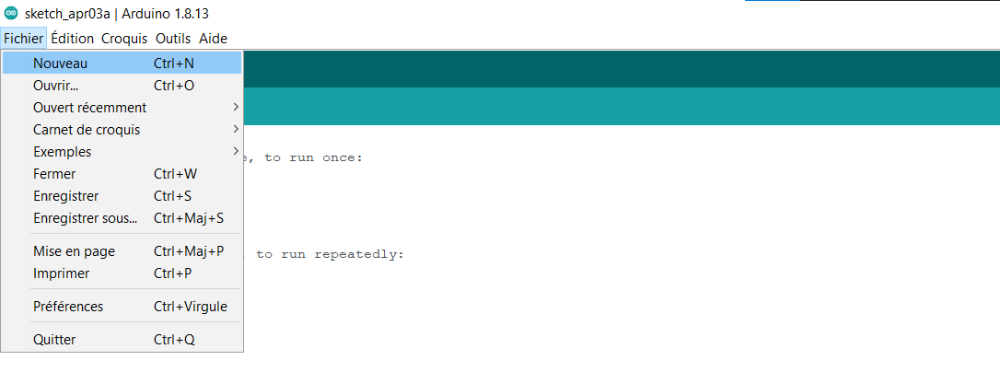 sketch_apr03a | Arduino 1.8.13
Fichier Édition Croquis Outils Aide
Nouveau Ctrl+N
Ouvrir... Ctrl+O
Ouvert récemment
Carnet de croquis
Exemples
, to run once:
Fermer Ctrl+W
Enregistrer Ctrl+S
Enregistrer sous... Ctrl+Maj+S
Mise en page Ctrl+Maj+P
to run repeatedly:
Imprimer Ctrl+P
Préférences Ctrl+Virgule
Quitter Ctrl+Q